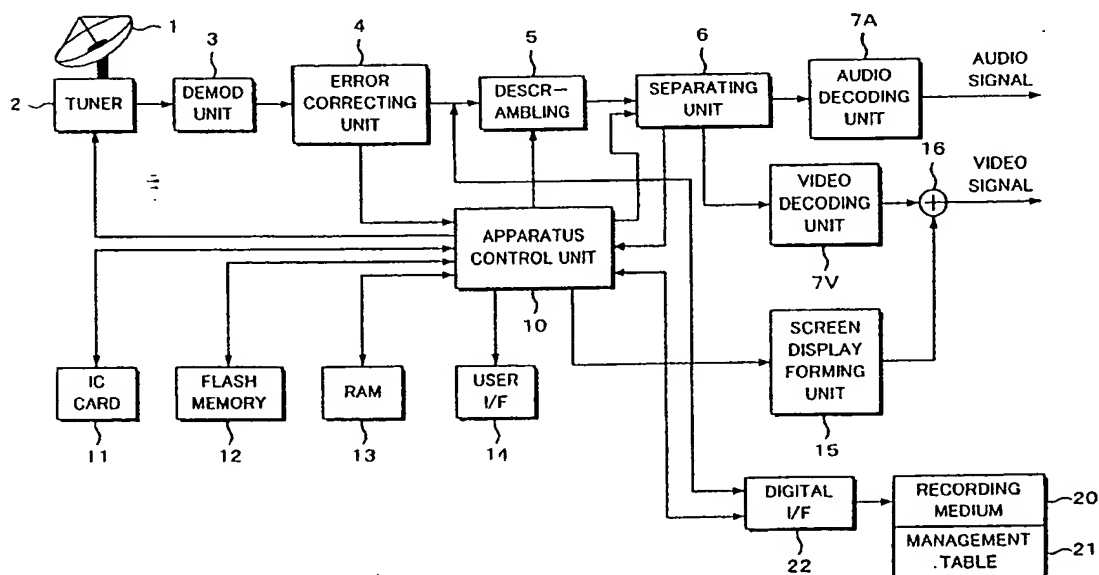 1
3
4
5
6
7A
2
TUNER
DEMOD
UNIT
ERROR
CORRECTING
UNIT
DESCR-
AMBLING
SEPARATING
UNIT
AUDIO
DECODING
UNIT
AUDIO
SIGNAL
16
VIDEO
SIGNAL
VIDEO
DECODING
UNIT
7V
APPARATUS
CONTROL UNIT
10
SCREEN
DISPLAY
FORMING
UNIT
15
IC
CARD
11
FLASH
MEMORY
12
RAM
13
USER
I/F
14
DIGITAL
I/F
22
RECORDING
MEDIUM
20
MANAGEMENT
.TABLE
21